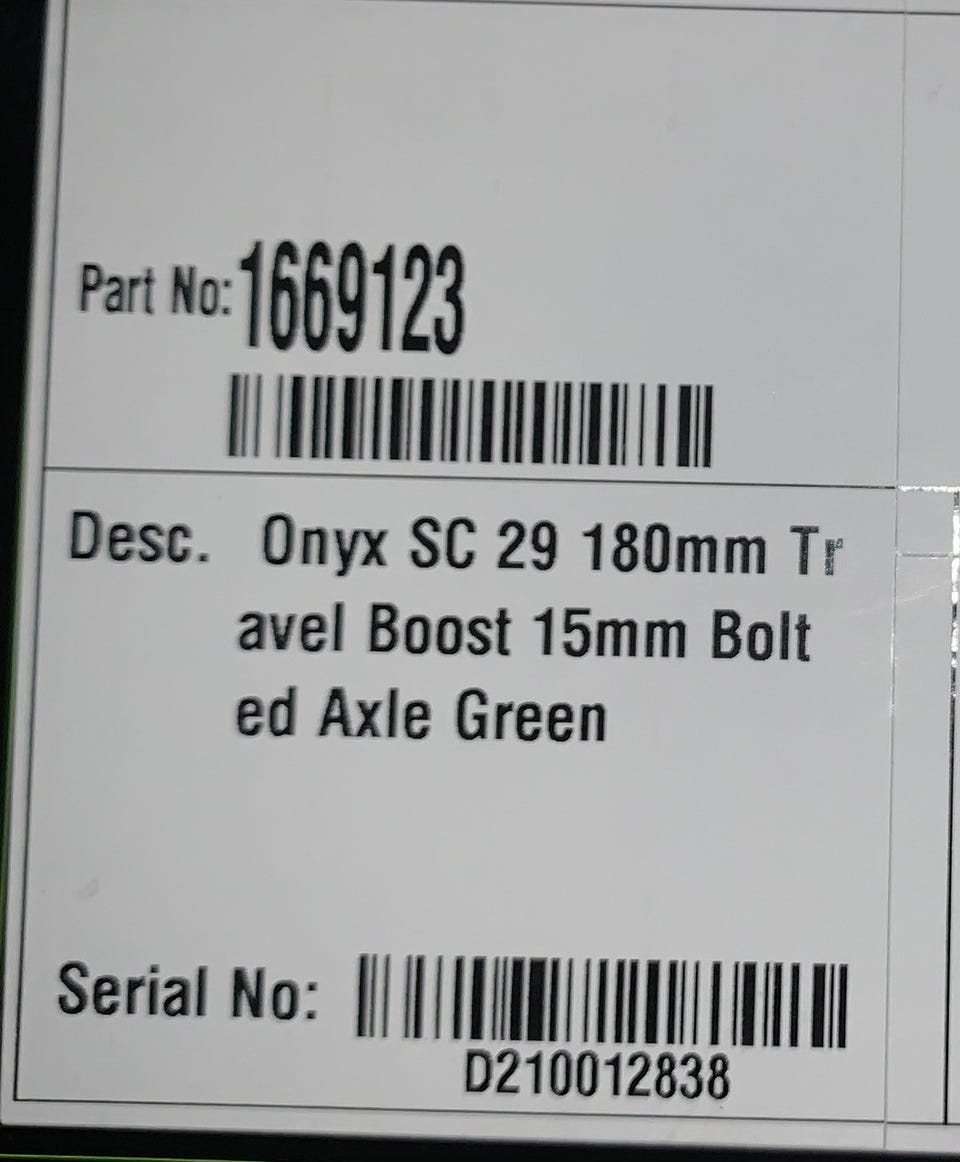 Part No: 1669123
Desc. Onyx SC 29 180mm Tr
avel Boost 15mm Bolt
ed Axle Green
Serial No:
D210012838